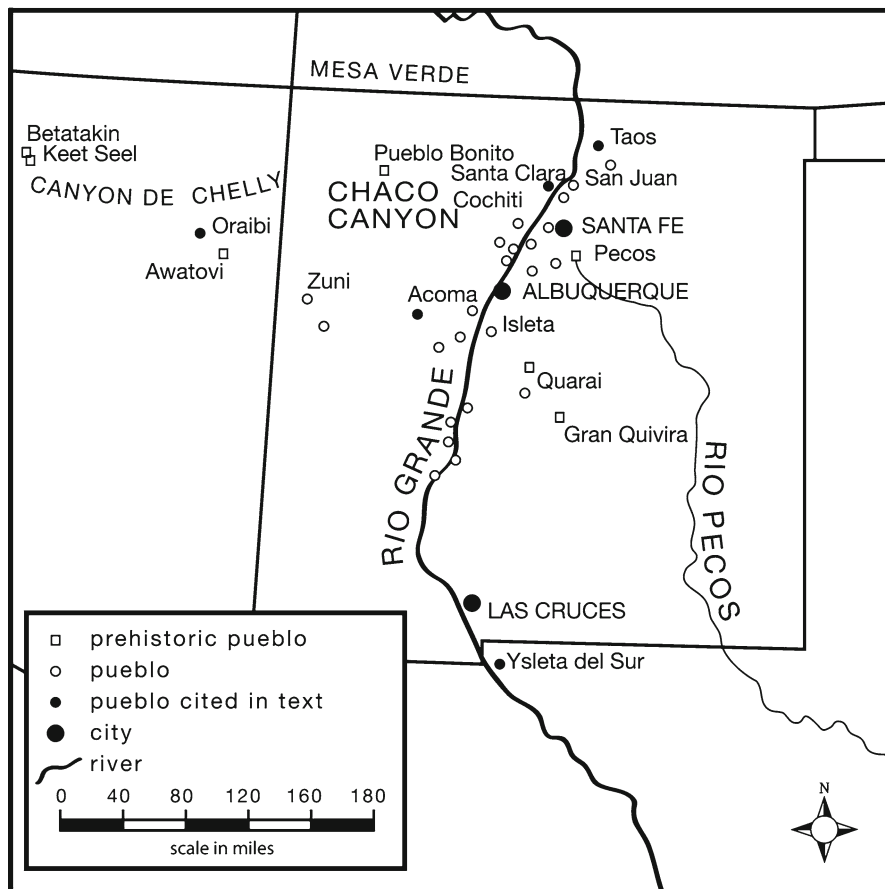 MESA VERDE
Betatakin
Keet Seel
CANYON DE CHELLY
Oraibi
Awatovi
Pueblo Bonito
CHACO
CANYON
Taos
Santa Clara
San Juan
Cochiti
SANTA FE
Pecos
Zuni
Acoma
ALBUQUERQUE
Isleta
Quarai
Gran Quivira
RIO GRANDE
RIO PECOS
LAS CRUCES
Ysleta del Sur
prehistoric pueblo
pueblo
pueblo cited in text
city
river
0 40 80 120 160 180
scale in miles
N